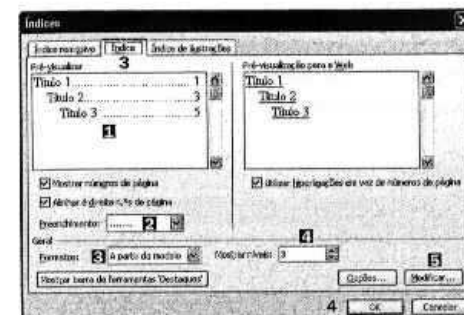 Índices
Índice remissivo Índice Índice de ilustrações
3
Pré-visualizar
Título 1 ................ 1
Título 2 ................ 3
Título 3 ................ 5
1
Pré-visualização para a Web
Título 1
Título 2
Título 3
Mostrar números de página
Alinhar à direita n.ºs de página
Utilizar hiperligações em vez de números de página
Preenchimento: ....... 2
Geral
4
3 Formatos: A partir do modelo Mostrar níveis: 3
5
Mostrar barra de ferramentas 'Destaques' Opções... Modificar...
4 OK Cancelar